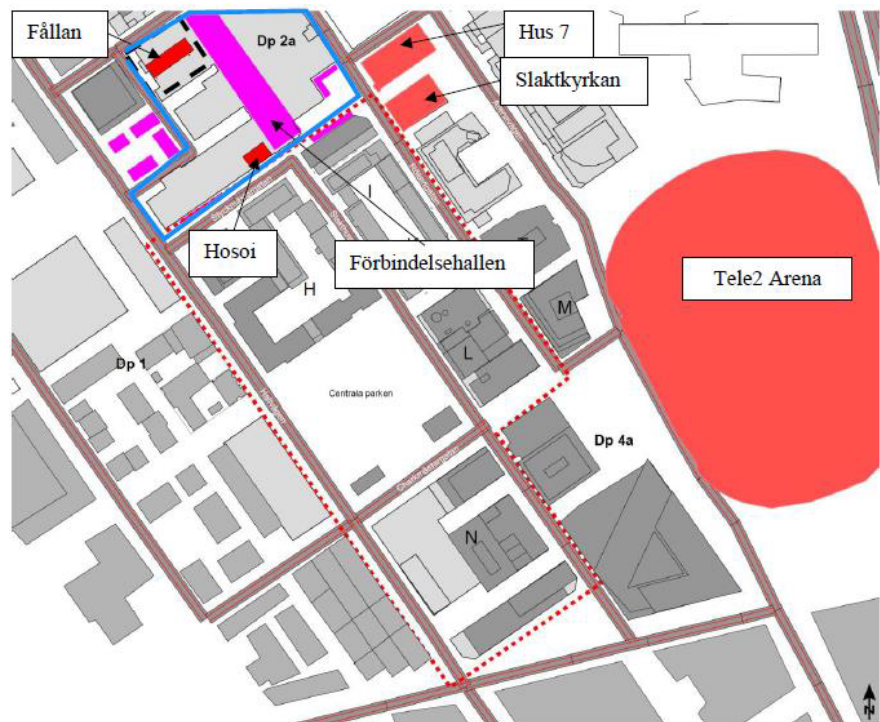 Fållan
Dp 2a
Hus 7
Slaktkyrkan
Hosoi
Förbindelsehallen
I
H
Tele2 Arena
M
L
Dp 1
Centrala parken
Dp 4a
N
N